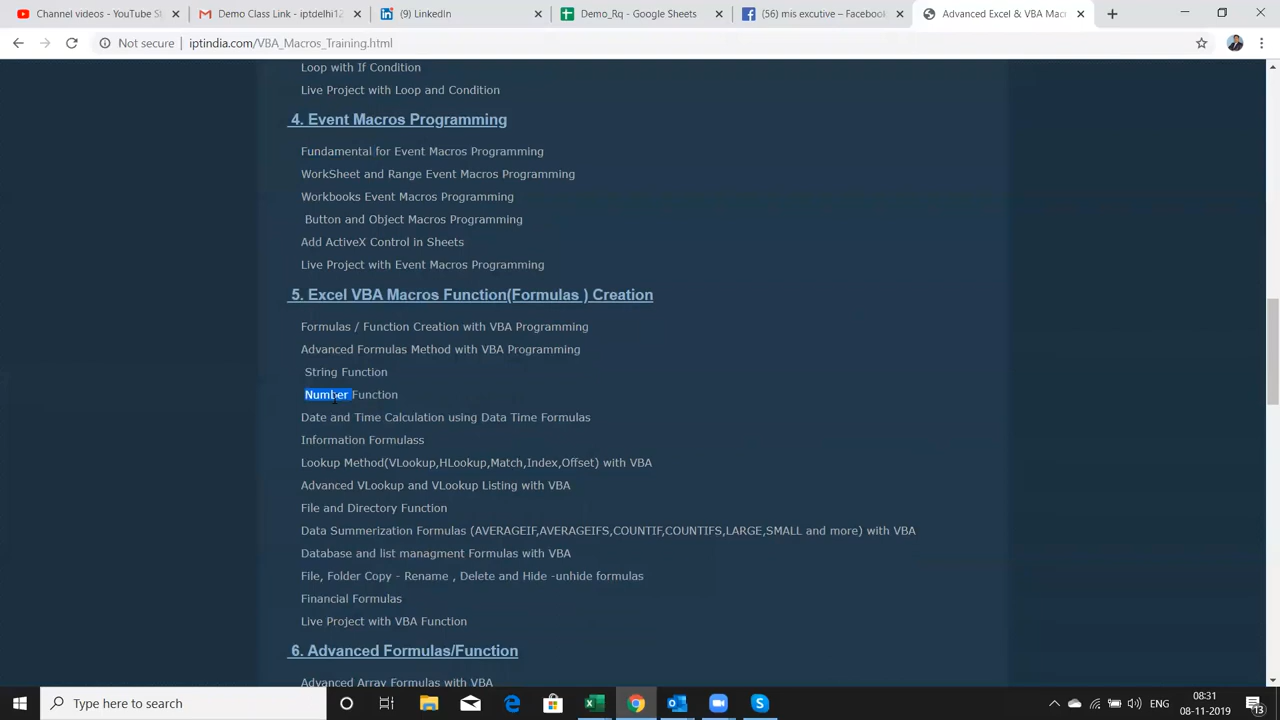 Channel videos - YouTube St
Demo Class Link - iptdelhi12
(9) LinkedIn
Demo_Rq - Google Sheets
(56) mis excutive – Facebook
Advanced Excel & VBA Mac
Not secure | iptindia.com/VBA_Macros_Training.html
Loop with If Condition
Live Project with Loop and Condition
4. Event Macros Programming
Fundamental for Event Macros Programming
WorkSheet and Range Event Macros Programming
Workbooks Event Macros Programming
Button and Object Macros Programming
Add ActiveX Control in Sheets
Live Project with Event Macros Programming
5. Excel VBA Macros Function(Formulas ) Creation
Formulas / Function Creation with VBA Programming
Advanced Formulas Method with VBA Programming
String Function
Number Function
Date and Time Calculation using Data Time Formulas
Information Formulass
Lookup Method(VLookup,HLookup,Match,Index,Offset) with VBA
Advanced VLookup and VLookup Listing with VBA
File and Directory Function
Data Summerization Formulas (AVERAGEIF,AVERAGEIFS,COUNTIF,COUNTIFS,LARGE,SMALL and more) with VBA
Database and list managment Formulas with VBA
File, Folder Copy - Rename , Delete and Hide -unhide formulas
Financial Formulas
Live Project with VBA Function
6. Advanced Formulas/Function
Advanced Array Formulas with VBA
Type here to search
ENG
08:31
08-11-2019
13